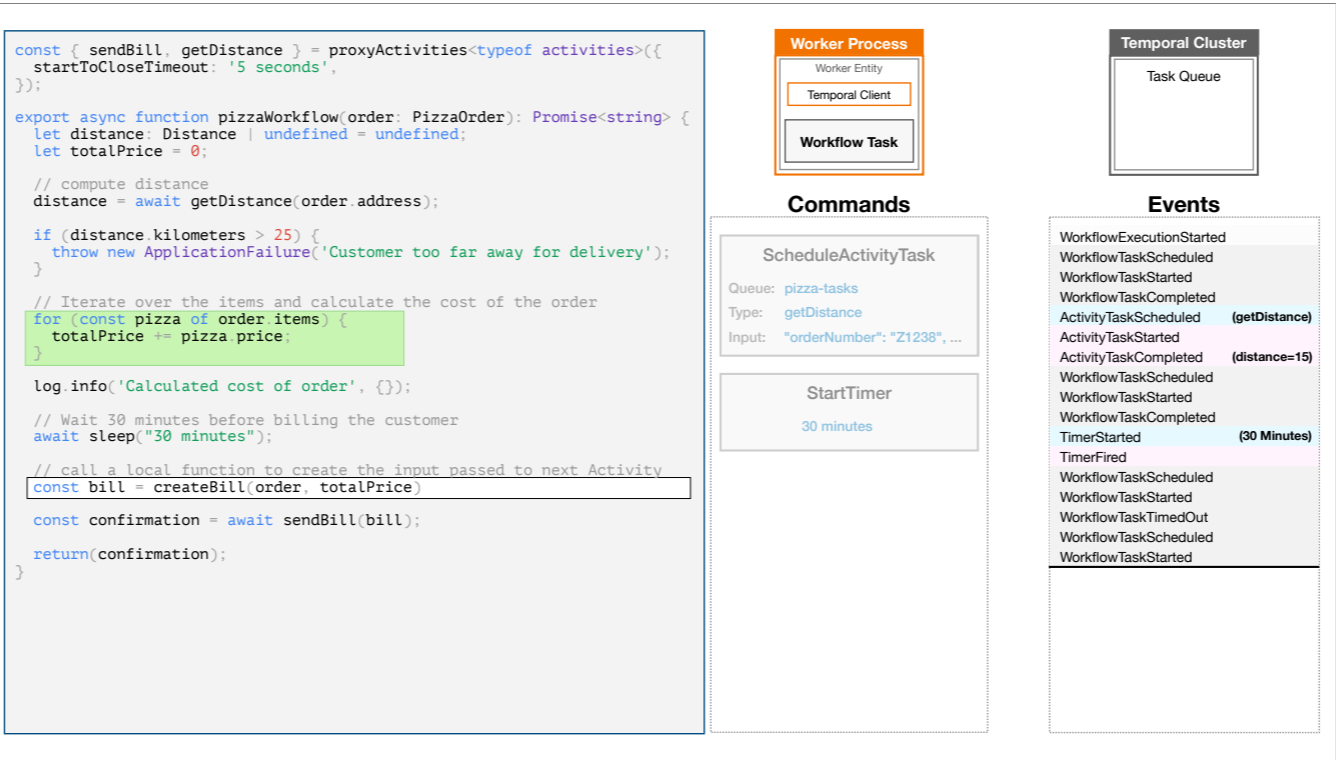 const { sendBill, getDistance } = proxyActivities<typeof activities>({
  startToCloseTimeout: '5 seconds',
});
export async function pizzaWorkflow(order: PizzaOrder): Promise<string> {
  let distance: Distance | undefined = undefined;
  let totalPrice = 0;
  // compute distance
  distance = await getDistance(order.address);
  if (distance.kilometers > 25) {
    throw new ApplicationFailure('Customer too far away for delivery');
  }
  // Iterate over the items and calculate the cost of the order
  for (const pizza of order.items) {
    totalPrice += pizza.price;
  }
  log.info('Calculated cost of order', {});
  // Wait 30 minutes before billing the customer
  await sleep("30 minutes");
  // call a local function to create the input passed to next Activity
  const bill = createBill(order, totalPrice)
  const confirmation = await sendBill(bill);
  return(confirmation);
}
Worker Process
Worker Entity
Temporal Client
Workflow Task
Commands
ScheduleActivityTask
Queue: pizza-tasks
Type: getDistance
Input: "orderNumber": "Z1238", ...
StartTimer
30 minutes
Temporal Cluster
Task Queue
Events
WorkflowExecutionStarted
WorkflowTaskScheduled
WorkflowTaskStarted
WorkflowTaskCompleted
ActivityTaskScheduled (getDistance)
ActivityTaskStarted
ActivityTaskCompleted (distance=15)
WorkflowTaskScheduled
WorkflowTaskStarted
WorkflowTaskCompleted
TimerStarted (30 Minutes)
TimerFired
WorkflowTaskScheduled
WorkflowTaskStarted
WorkflowTaskTimedOut
WorkflowTaskScheduled
WorkflowTaskStarted